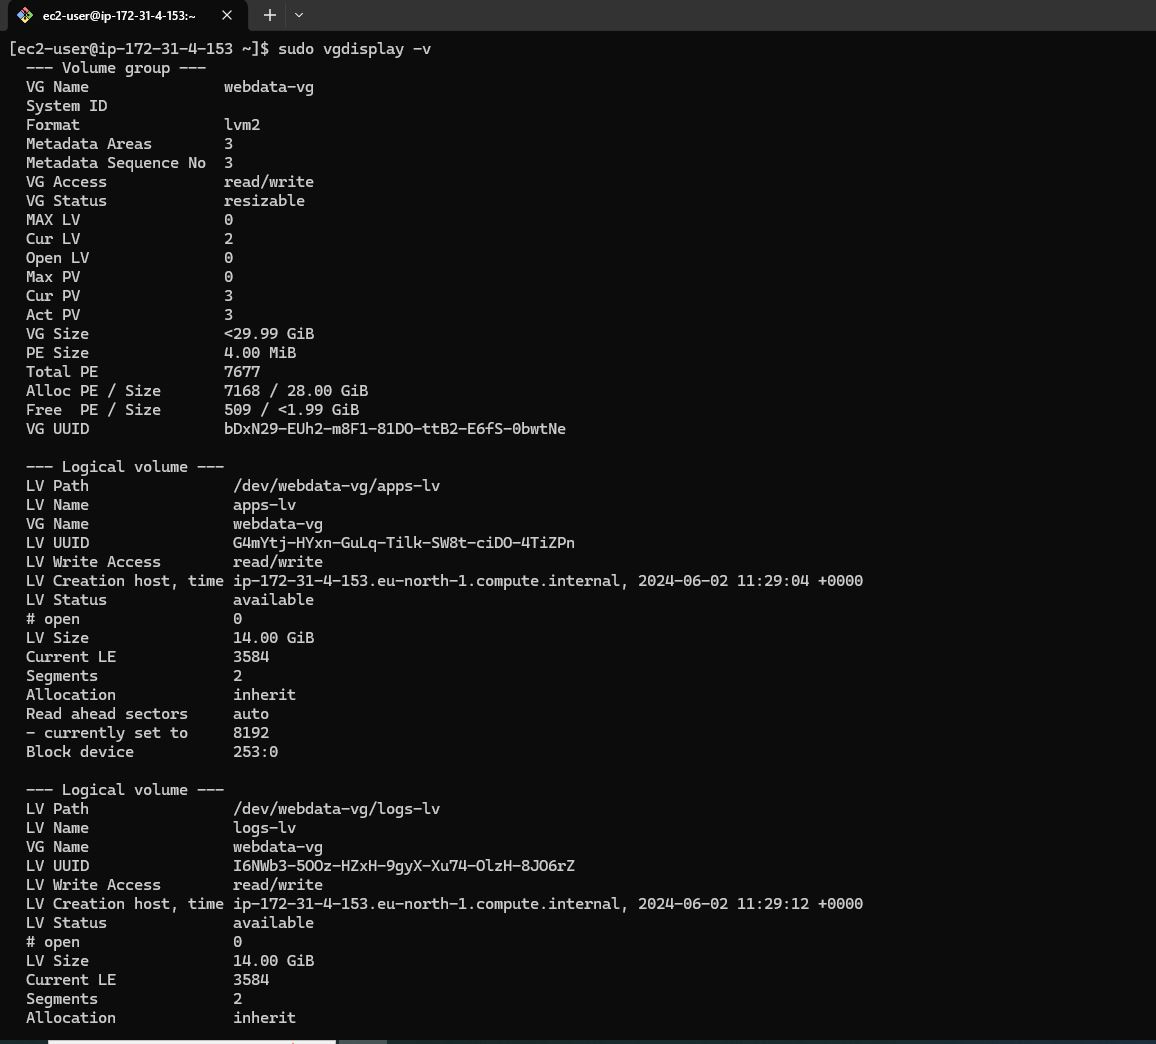 ec2-user@ip-172-31-4-153:~
[ec2-user@ip-172-31-4-153 ~]$ sudo vgdisplay -v
--- Volume group ---
VG Name webdata-vg
System ID
Format lvm2
Metadata Areas 3
Metadata Sequence No 3
VG Access read/write
VG Status resizable
MAX LV 0
Cur LV 2
Open LV 0
Max PV 0
Cur PV 3
Act PV 3
VG Size <29.99 GiB
PE Size 4.00 MiB
Total PE 7677
Alloc PE / Size 7168 / 28.00 GiB
Free  PE / Size 509 / <1.99 GiB
VG UUID bDxN29-EUh2-m8F1-81DO-ttB2-E6fS-0bwtNe

--- Logical volume ---
LV Path /dev/webdata-vg/apps-lv
LV Name apps-lv
VG Name webdata-vg
LV UUID G4mYtj-HYxn-GuLq-Tilk-SW8t-ciDO-4TiZPn
LV Write Access read/write
LV Creation host, time ip-172-31-4-153.eu-north-1.compute.internal, 2024-06-02 11:29:04 +0000
LV Status available
# open 0
LV Size 14.00 GiB
Current LE 3584
Segments 2
Allocation inherit
Read ahead sectors auto
- currently set to 8192
Block device 253:0

--- Logical volume ---
LV Path /dev/webdata-vg/logs-lv
LV Name logs-lv
VG Name webdata-vg
LV UUID I6NWb3-5OOz-HZxH-9gyX-Xu74-OlzH-8JO6rZ
LV Write Access read/write
LV Creation host, time ip-172-31-4-153.eu-north-1.compute.internal, 2024-06-02 11:29:12 +0000
LV Status available
# open 0
LV Size 14.00 GiB
Current LE 3584
Segments 2
Allocation inherit